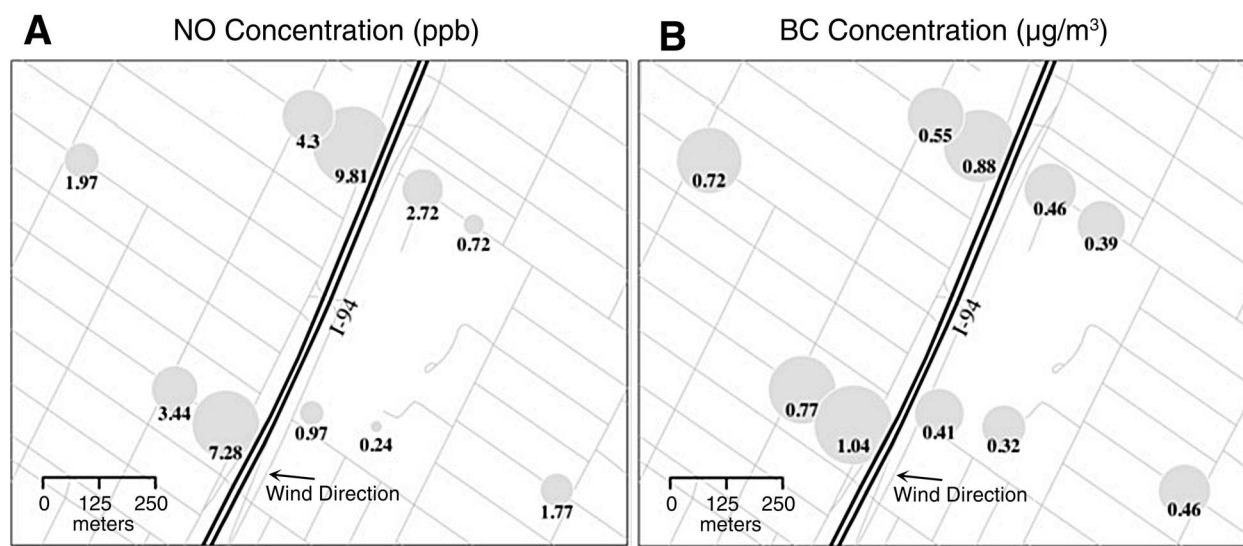 A NO Concentration (ppb)
4.3
9.81
1.97
2.72
0.72
I-94
3.44
7.28
0.97
0.24
Wind Direction
0 125 250
meters
1.77
B BC Concentration (µg/m³)
0.55
0.88
0.72
0.46
0.39
I-94
0.77
1.04
0.41
0.32
Wind Direction
0 125 250
meters
0.46